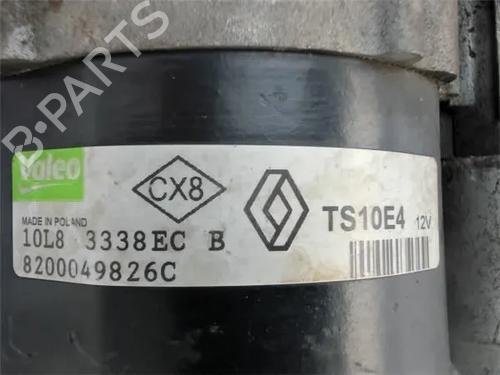 B-PARTS
Valeo
MADE IN POLAND
CX8
TS10E4 12V
10L8 3338EC B
8200049826C